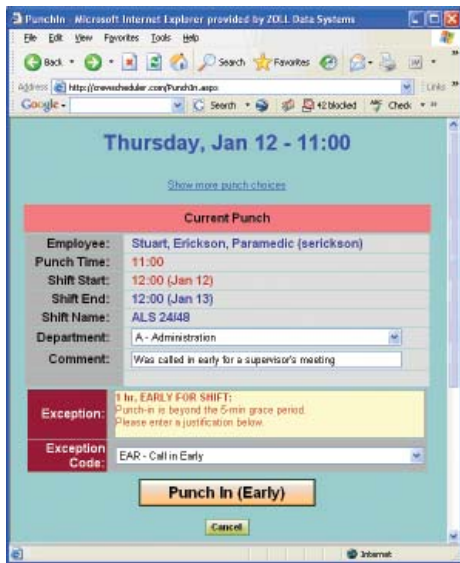 PunchIn - Microsoft Internet Explorer provided by ZOLL Data Systems
File Edit View Favorites Tools Help
Back Search Favorites
Address http://crewscheduler.com/PunchIn.aspx Links
Google Search 42 blocked Check
Thursday, Jan 12 - 11:00
Show more punch choices
Current Punch
Employee: Stuart, Erickson, Paramedic (serickson)
Punch Time: 11:00
Shift Start: 12:00 (Jan 12)
Shift End: 12:00 (Jan 13)
Shift Name: ALS 24/48
Department: A - Administration
Comment: Was called in early for a supervisor's meeting
1 hr, EARLY FOR SHIFT:
Exception: Punch-in is beyond the 5-min grace period.
Please enter a justification below.
Exception Code: EAR - Call in Early
Punch In (Early)
Cancel
Internet